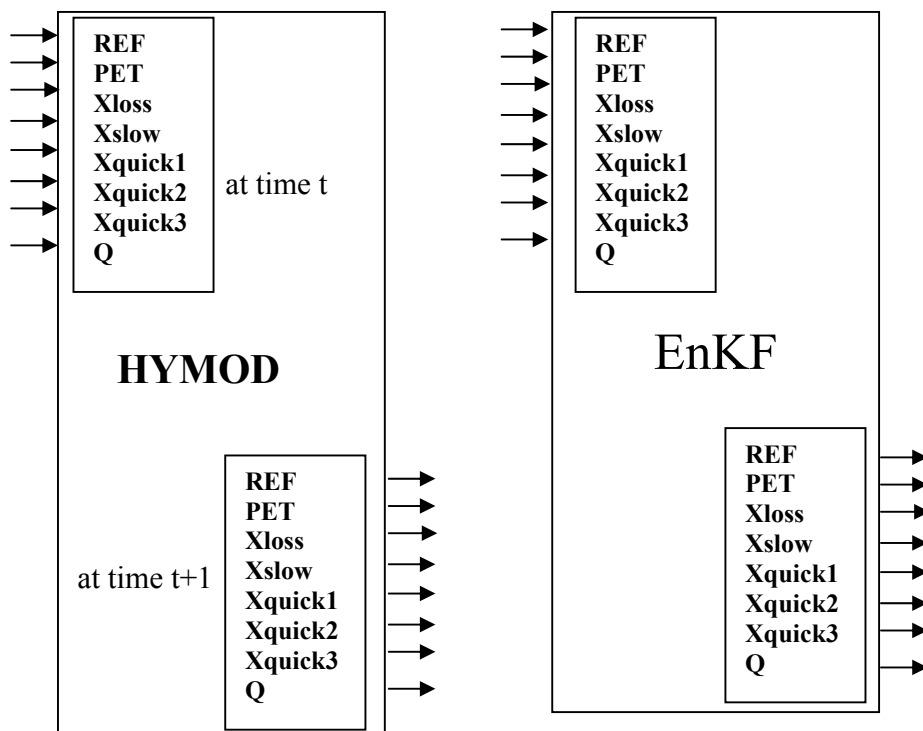 REF
PET
Xloss
Xslow
Xquick1
Xquick2
Xquick3
Q
at time t
HYMOD
at time t+1
REF
PET
Xloss
Xslow
Xquick1
Xquick2
Xquick3
Q
REF
PET
Xloss
Xslow
Xquick1
Xquick2
Xquick3
Q
EnKF
REF
PET
Xloss
Xslow
Xquick1
Xquick2
Xquick3
Q